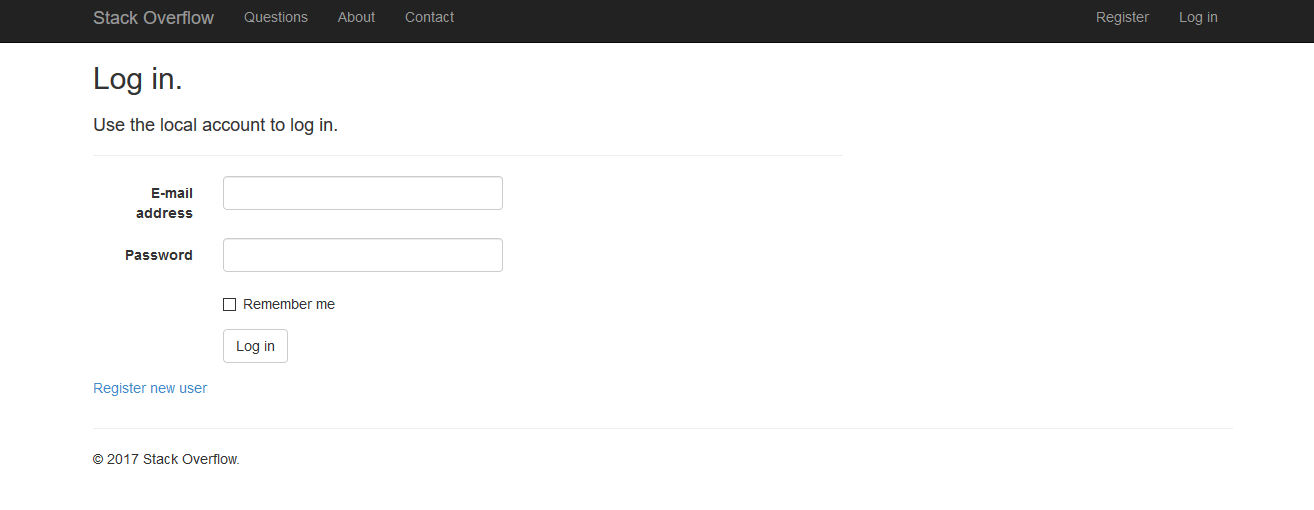 Stack Overflow Questions About Contact Register Log in
Log in.
Use the local account to log in.
E-mail
address
Password
Remember me
Log in
Register new user
© 2017 Stack Overflow.